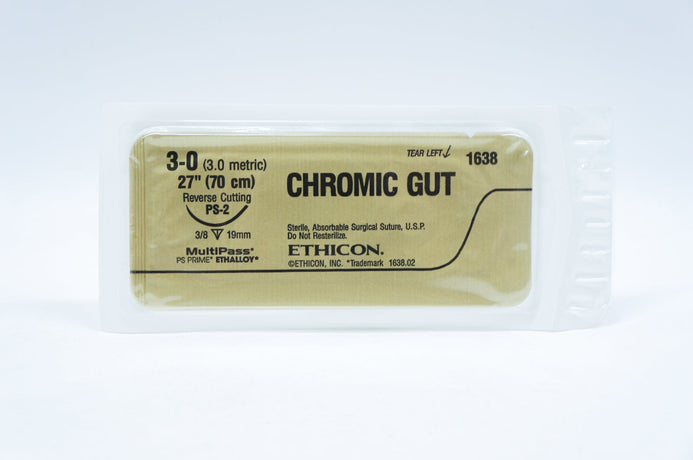 3-0 (3.0 metric)
27" (70 cm)
Reverse Cutting
PS-2
3/8 19mm
MultiPass*
PS PRIME* ETHALLOY*
TEAR LEFT
1638
CHROMIC GUT
Sterile, Absorbable Surgical Suture, U.S.P.
Do Not Resterilize.
ETHICON.
©ETHICON, INC. *Trademark 1638.02